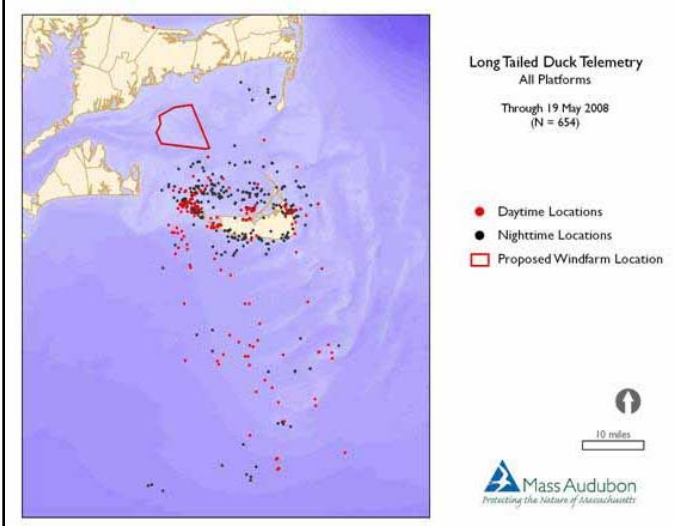 Long Tailed Duck Telemetry
All Platforms
Through 19 May 2008
(N = 654)
Daytime Locations
Nighttime Locations
Proposed Windfarm Location
10 miles
Mass Audubon
Protecting the Nature of Massachusetts